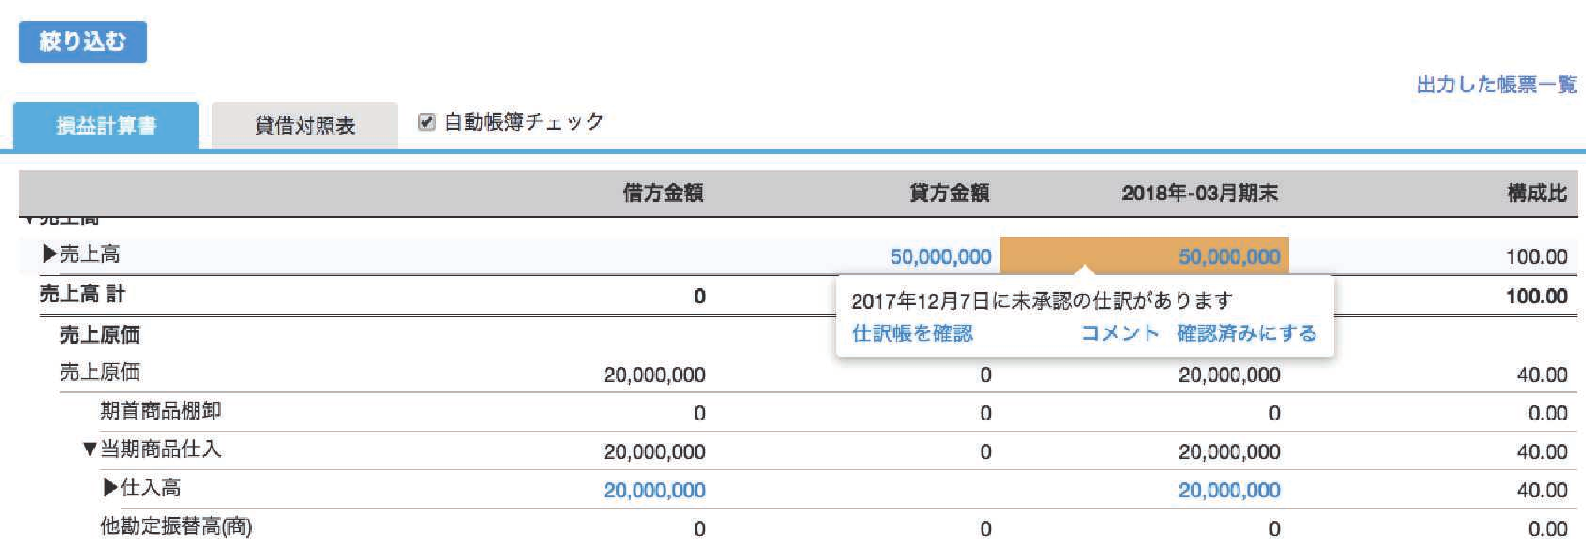 絞り込む
出力した帳票一覧
損益計算書 貸借対照表 自動帳簿チェック
借方金額 貸方金額 2018年-03月期末 構成比
▼売上高
▶売上高 50,000,000 50,000,000 100.00
売上高 計 0 100.00
2017年12月7日に未承認の仕訳があります
仕訳帳を確認 コメント 確認済みにする
売上原価
売上原価 20,000,000 0 20,000,000 40.00
期首商品棚卸 0 0 0 0.00
▼当期商品仕入 20,000,000 0 20,000,000 40.00
▶仕入高 20,000,000 20,000,000 40.00
他勘定振替高(商) 0 0 0 0.00